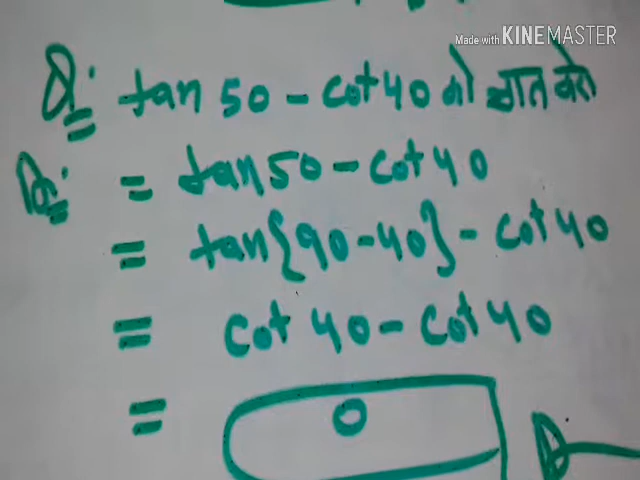 Made with KINEMASTER
Q:- tan 50 - cot 40 को ज्ञात करो
= tan 50 - cot 40
= tan{90-40} - cot 40
= cot 40 - cot 40
= 0